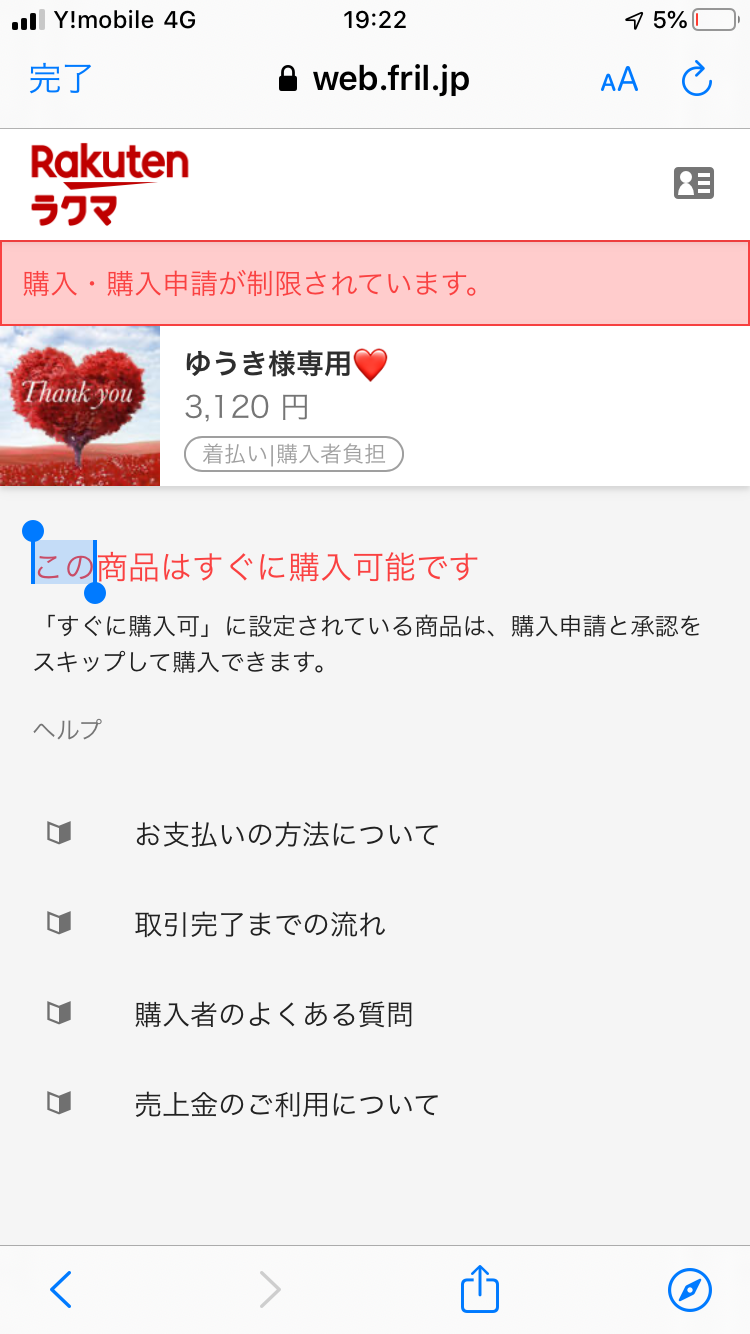 Y!mobile 4G 19:22 5%
完了 web.fril.jp AA
Rakuten
ラクマ
購入・購入申請が制限されています。
Thank you
ゆうき様専用❤️
3,120 円
着払い|購入者負担
この商品はすぐに購入可能です
「すぐに購入可」に設定されている商品は、購入申請と承認を
スキップして購入できます。
ヘルプ
お支払いの方法について
取引完了までの流れ
購入者のよくある質問
売上金のご利用について